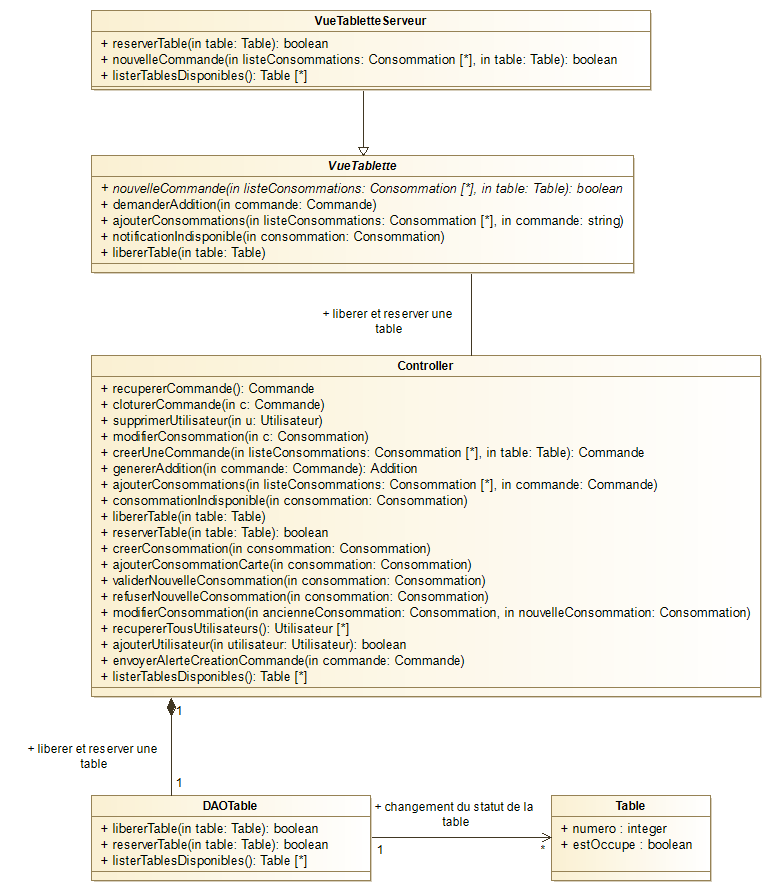 VueTabletteServeur
+ reserverTable(in table: Table): boolean
+ nouvelleCommande(in listeConsommations: Consommation [*], in table: Table): boolean
+ listerTablesDisponibles(): Table [*]
VueTablette
+ nouvelleCommande(in listeConsommations: Consommation [*], in table: Table): boolean
+ demanderAddition(in commande: Commande)
+ ajouterConsommations(in listeConsommations: Consommation [*], in commande: string)
+ notificationIndisponible(in consommation: Consommation)
+ libererTable(in table: Table)
+ liberer et reserver une
table
Controller
+ recupererCommande(): Commande
+ cloturerCommande(in c: Commande)
+ supprimerUtilisateur(in u: Utilisateur)
+ modifierConsommation(in c: Consommation)
+ creerUneCommande(in listeConsommations: Consommation [*], in table: Table): Commande
+ genererAddition(in commande: Commande): Addition
+ ajouterConsommations(in listeConsommations: Consommation [*], in commande: Commande)
+ consommationIndisponible(in consommation: Consommation)
+ libererTable(in table: Table)
+ reserverTable(in table: Table): boolean
+ creerConsommation(in consommation: Consommation)
+ ajouterConsommationCarte(in consommation: Consommation)
+ validerNouvelleConsommation(in consommation: Consommation)
+ refuserNouvelleConsommation(in consommation: Consommation)
+ modifierConsommation(in ancienneConsommation: Consommation, in nouvelleConsommation: Consommation)
+ recupererTousUtilisateurs(): Utilisateur [*]
+ ajouterUtilisateur(in utilisateur: Utilisateur): boolean
+ envoyerAlerteCreationCommande(in commande: Commande)
+ listerTablesDisponibles(): Table [*]
1
+ liberer et reserver une
table
1
DAOTable
+ libererTable(in table: Table): boolean
+ reserverTable(in table: Table): boolean
+ listerTablesDisponibles(): Table [*]
+ changement du statut de la
table
1
*
Table
+ numero : integer
+ estOccupe : boolean